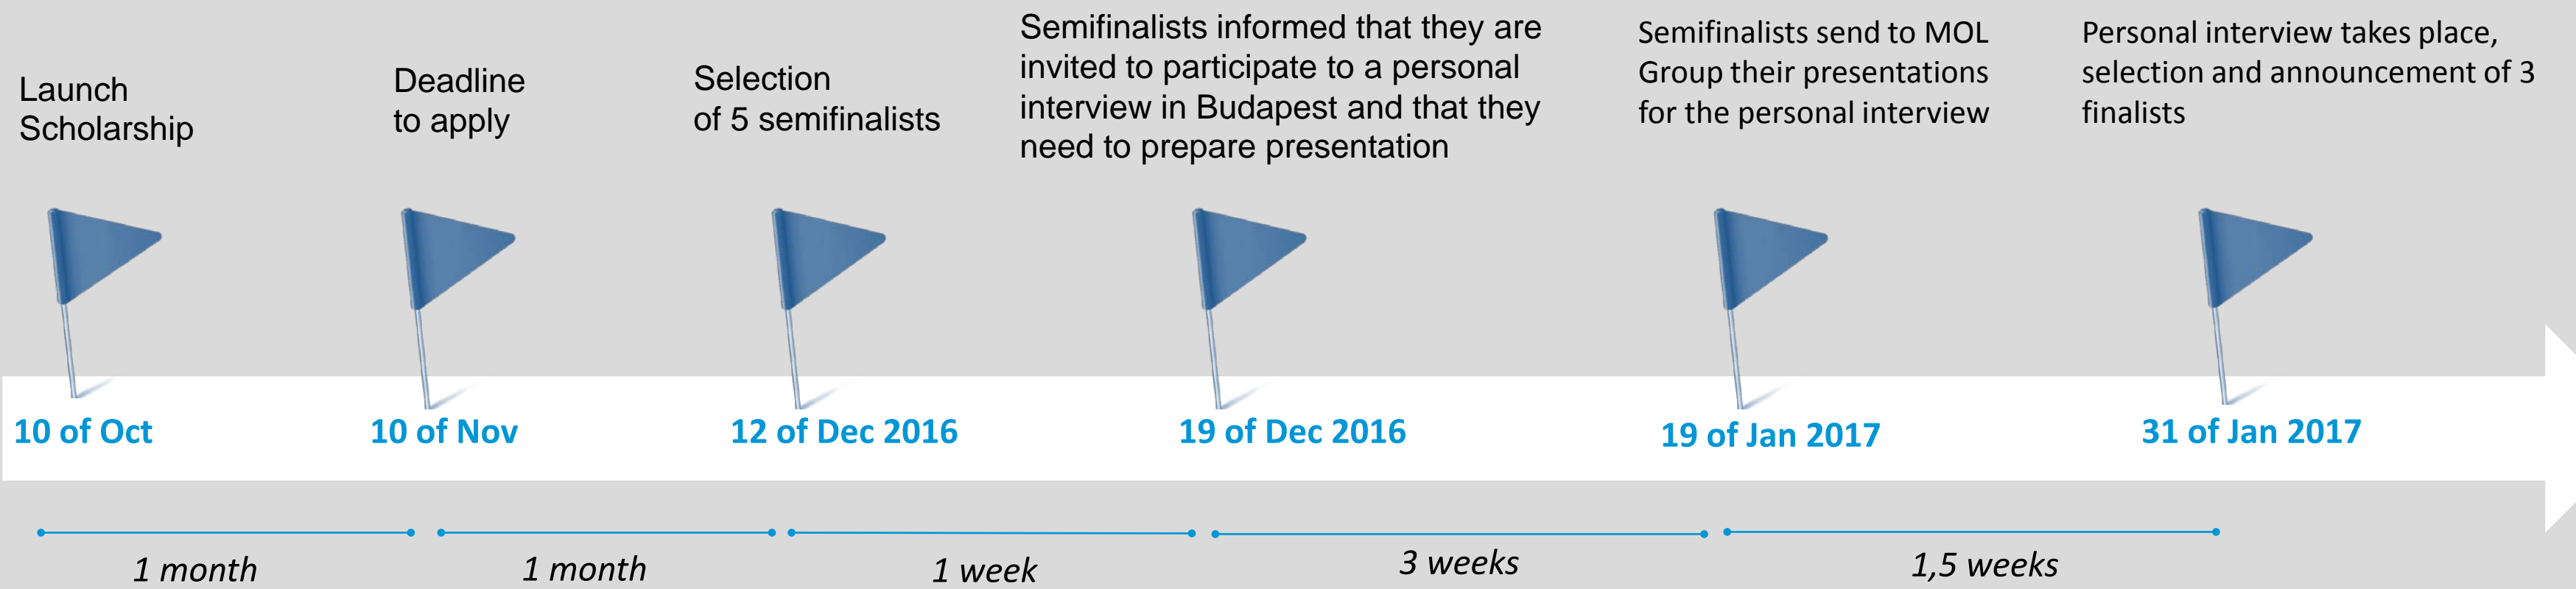 Launch
Scholarship
Deadline
to apply
Selection
of 5 semifinalists
Semifinalists informed that they are
invited to participate to a personal
interview in Budapest and that they
need to prepare presentation
Semifinalists send to MOL
Group their presentations
for the personal interview
Personal interview takes place,
selection and announcement of 3
finalists
10 of Oct
10 of Nov
12 of Dec 2016
19 of Dec 2016
19 of Jan 2017
31 of Jan 2017
1 month
1 month
1 week
3 weeks
1,5 weeks